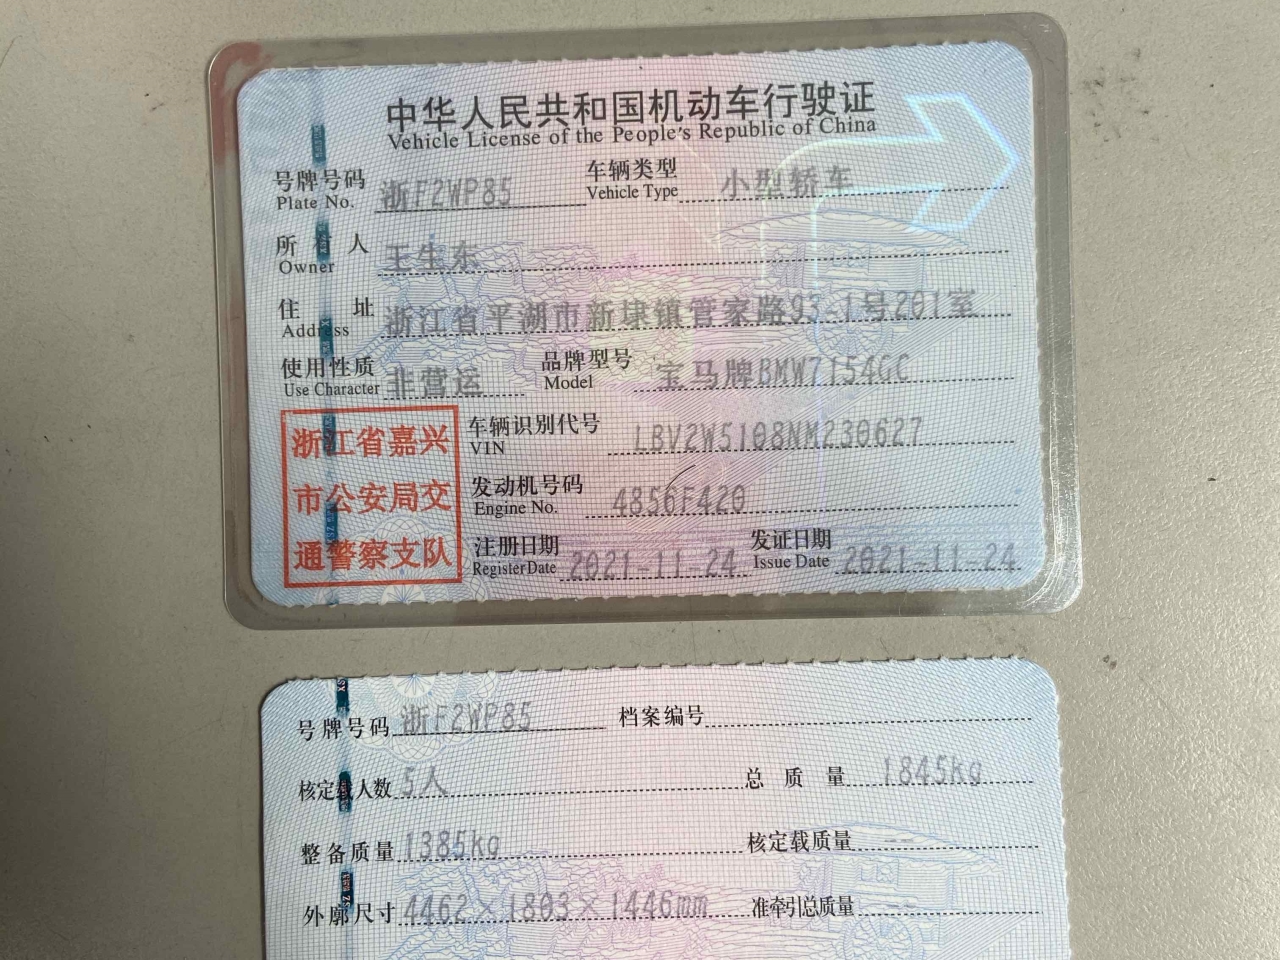 中华人民共和国机动车行驶证
Vehicle License of the People's Republic of China
号牌号码 浙F2WP85 车辆类型 小型轿车
Plate No. Vehicle Type
所有人 王生东
Owner
住址 浙江省平湖市新埭镇管家路93-1号201室
Address
使用性质 非营运 品牌型号 宝马牌BMW7154GC
Use Character Model
浙江省嘉兴
市公安局交
通警察支队
车辆识别代号 LBV2W5108NM230627
VIN
发动机号码 4856F420
Engine No.
注册日期 2021-11-24 发证日期 2021-11-24
Register Date Issue Date
号牌号码 浙F2WP85 档案编号
核定载人数 5人 总质量 1845kg
整备质量 1385kg 核定载质量 --
外廓尺寸 4462×1803×1446mm 准牵引总质量 --